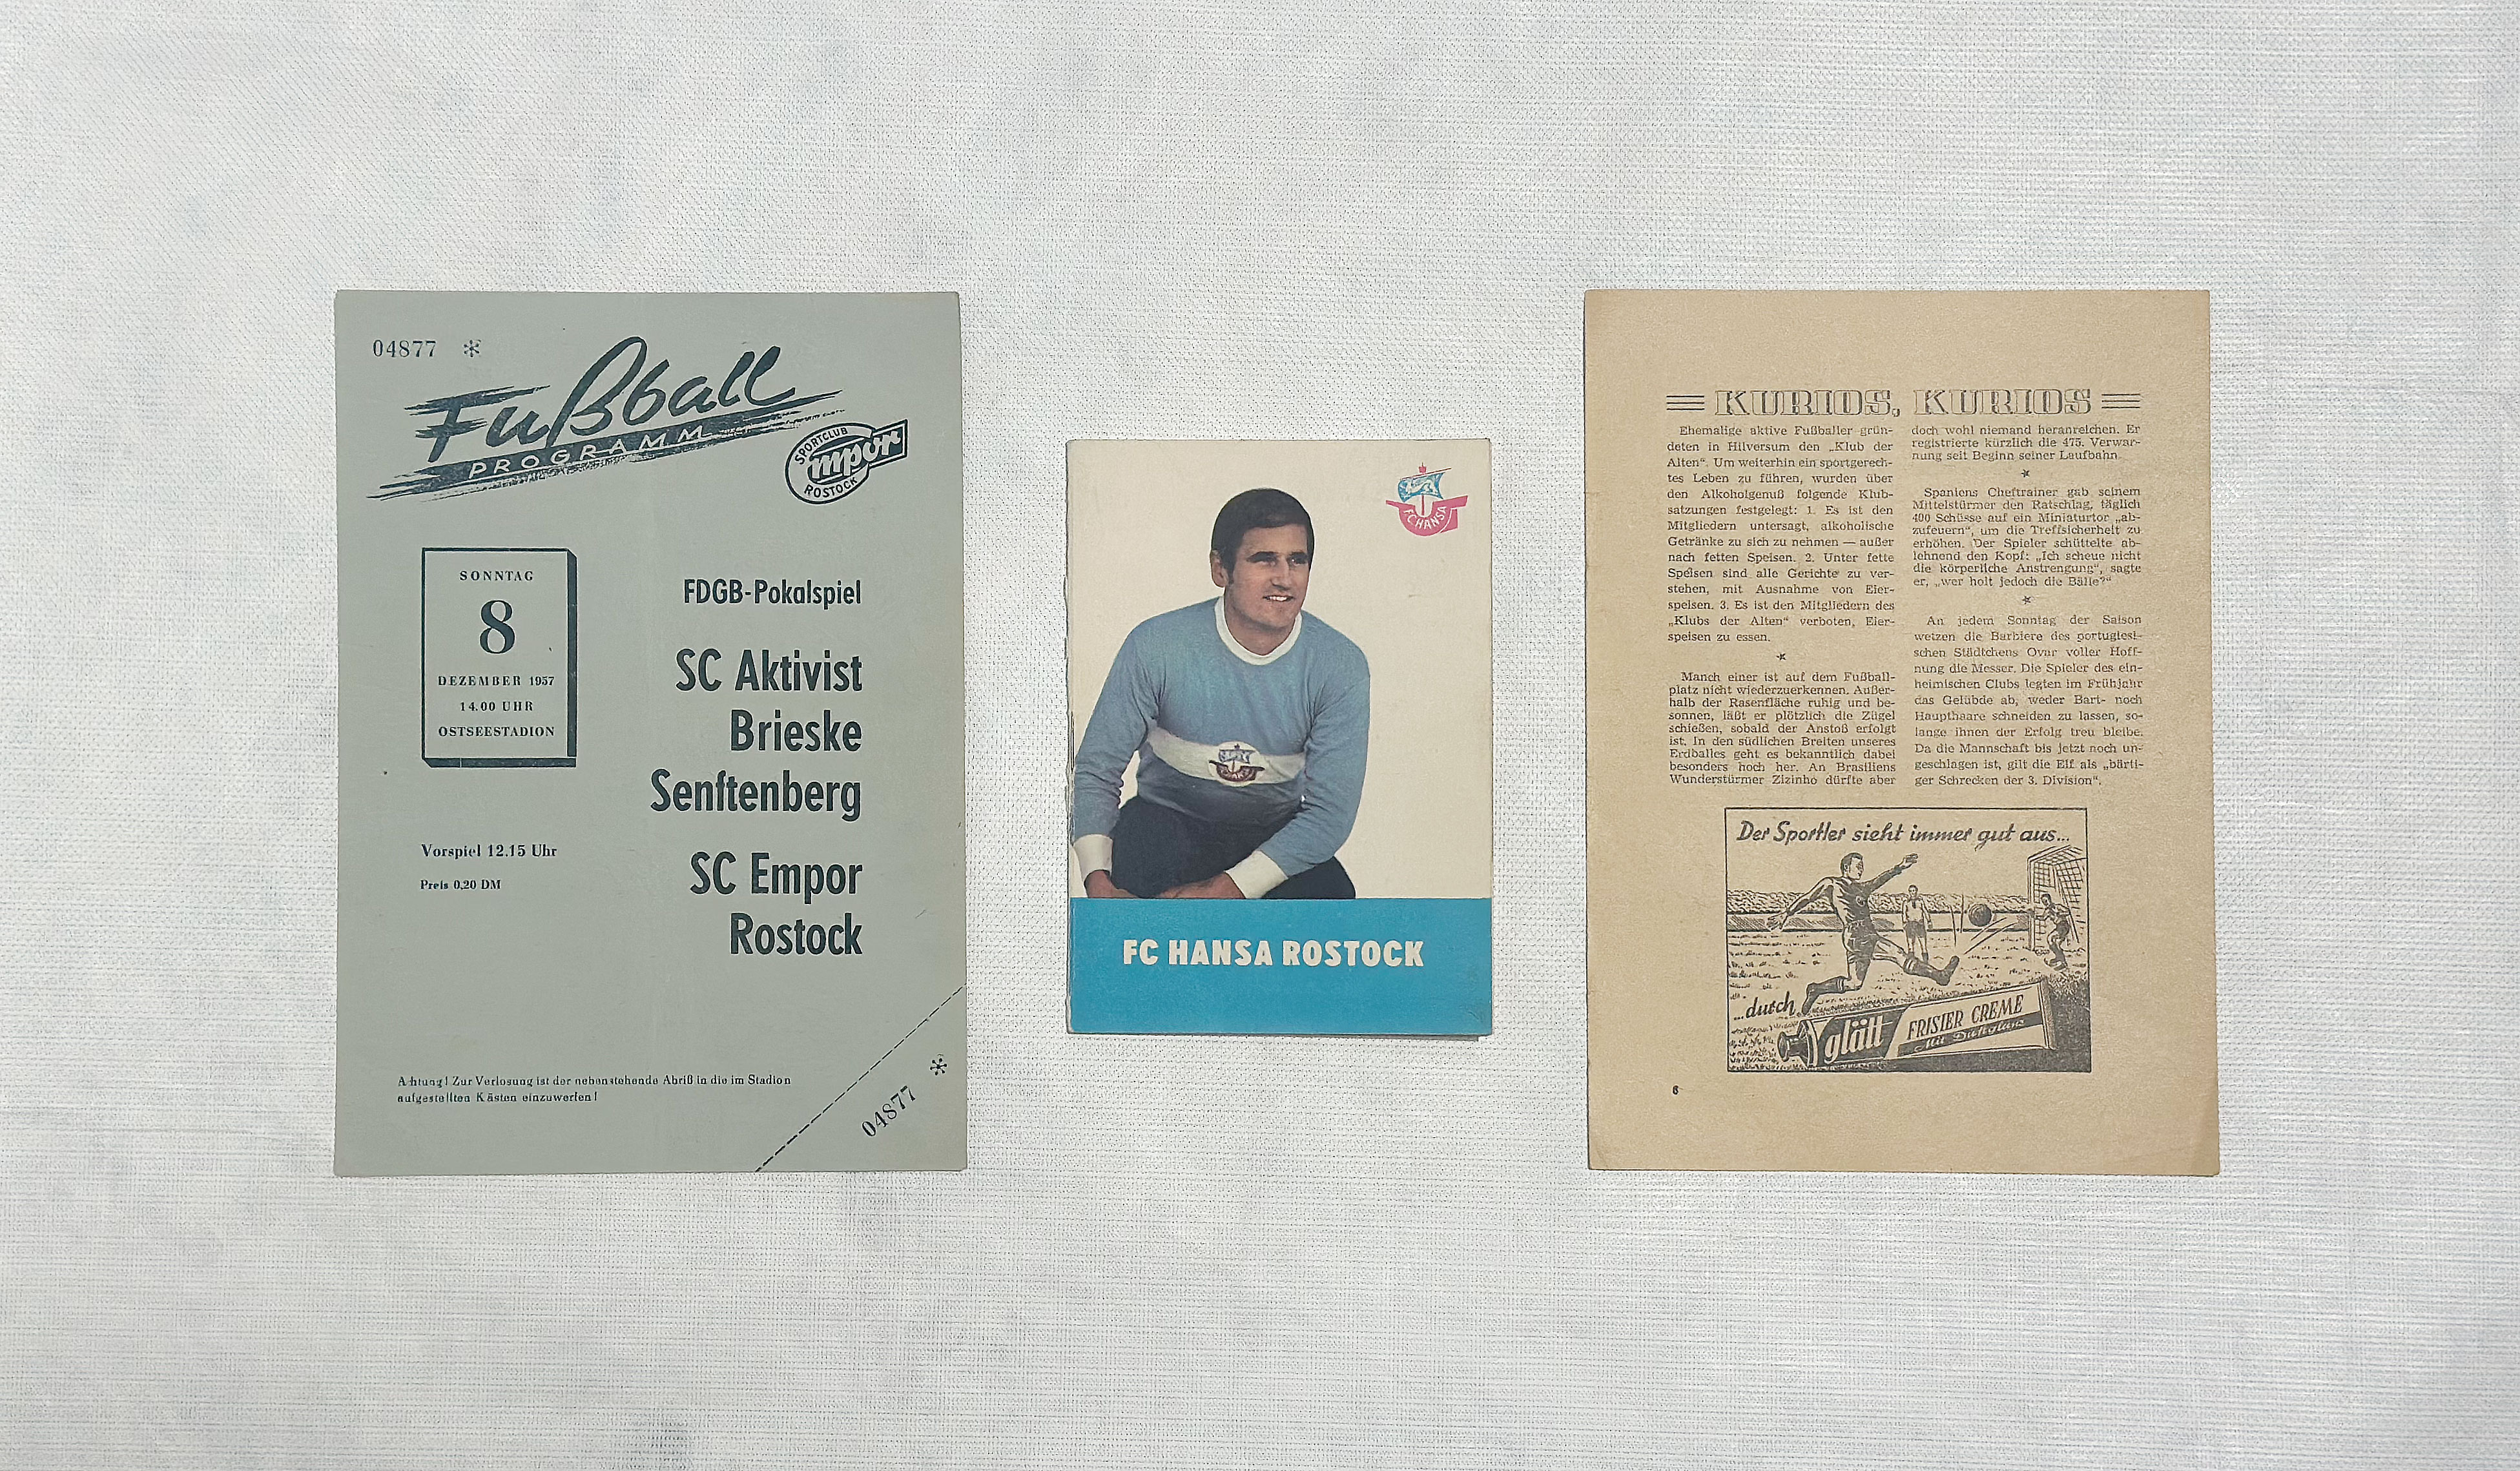 04877 *
Fußball
PROGRAMM
SPORTCLUB
Empor
ROSTOCK
SONNTAG
8
DEZEMBER 1957
14.00 UHR
OSTSEESTADION
FDGB-Pokalspiel
SC Aktivist
Brieske
Senftenberg
SC Empor
Rostock
Vorspiel 12.15 Uhr
Preis 0,20 DM
Achtung! Zur Verlosung ist der nebenstehende Abriß in die im Stadion
aufgestellten Kästen einzuwerfen!
04877 *
FC HANSA
FC HANSA ROSTOCK
KURIOS, KURIOS
Ehemalige aktive Fußballer grün-
deten in Hilversum den „Klub der
Alten“. Um weiterhin ein sportgerech-
tes Leben zu führen, wurden über
den Alkoholgenuß folgende Klub-
satzungen festgelegt: 1. Es ist den
Mitgliedern untersagt, alkoholische
Getränke zu sich zu nehmen — außer
nach fetten Speisen. 2. Unter fette
Speisen sind alle Gerichte zu ver-
stehen, mit Ausnahme von Eier-
speisen. 3. Es ist den Mitgliedern des
„Klubs der Alten“ verboten, Eier-
speisen zu essen.
Manch einer ist auf dem Fußball-
platz nicht wiederzuerkennen. Außer-
halb der Rasenfläche ruhig und be-
sonnen, läßt er plötzlich die Zügel
schießen, sobald der Anstoß erfolgt
ist. In den südlichen Breiten unseres
Erdballes geht es bekanntlich dabei
besonders hoch her. An Brasiliens
Wunderstürmer Zizinho dürfte aber
doch wohl niemand heranreichen. Er
registrierte kürzlich die 475. Verwar-
nung seit Beginn seiner Laufbahn.
Spaniens Cheftrainer gab seinem
Mittelstürmer den Ratschlag, täglich
400 Schüsse auf ein Miniaturtor „ab-
zufeuern“, um die Treffsicherheit zu
erhöhen. Der Spieler schüttelte ab-
lehnend den Kopf: „Ich scheue nicht
die körperliche Anstrengung“, sagte
er, „wer holt jedoch die Bälle?“
An jedem Sonntag der Saison
wetzen die Barbiere des portugiesi-
schen Städtchens Ovar voller Hoff-
nung die Messer. Die Spieler des ein-
heimischen Clubs legten im Frühjahr
das Gelübde ab, weder Bart- noch
Haupthaare schneiden zu lassen, so-
lange ihnen der Erfolg treu bleibe.
Da die Mannschaft bis jetzt noch un-
geschlagen ist, gilt die Elf als „bärti-
ger Schrecken der 3. Division“.
Der Sportler sieht immer gut aus...
...durch
glätt FRISIER CREME
Mit Duftglanz
6